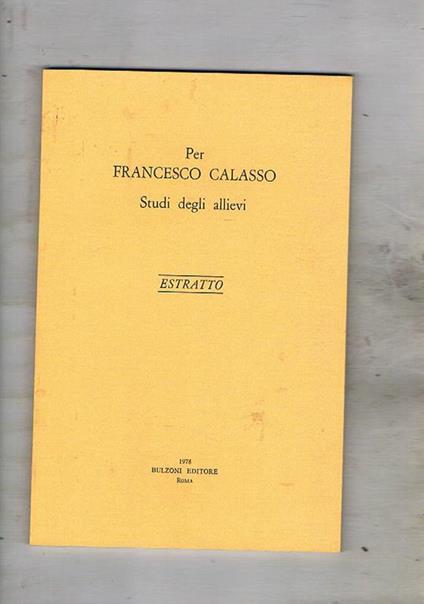 Per
FRANCESCO CALASSO
Studi degli allievi
ESTRATTO
1978
BULZONI EDITORE
ROMA